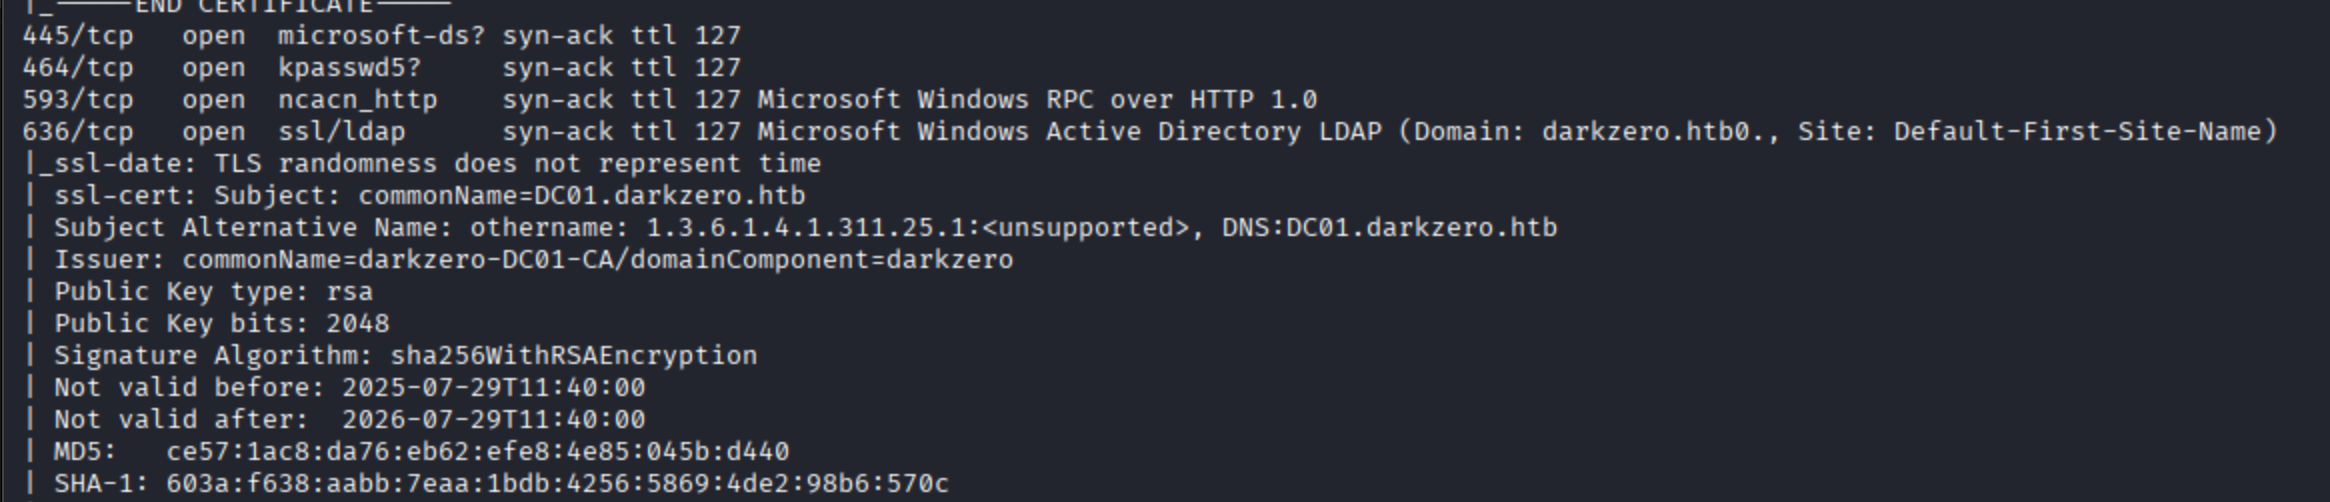 |_-----END CERTIFICATE-----
445/tcp   open  microsoft-ds? syn-ack ttl 127
464/tcp   open  kpasswd5?     syn-ack ttl 127
593/tcp   open  ncacn_http    syn-ack ttl 127 Microsoft Windows RPC over HTTP 1.0
636/tcp   open  ssl/ldap      syn-ack ttl 127 Microsoft Windows Active Directory LDAP (Domain: darkzero.htb0., Site: Default-First-Site-Name)
|_ssl-date: TLS randomness does not represent time
| ssl-cert: Subject: commonName=DC01.darkzero.htb
| Subject Alternative Name: othername: 1.3.6.1.4.1.311.25.1:<unsupported>, DNS:DC01.darkzero.htb
| Issuer: commonName=darkzero-DC01-CA/domainComponent=darkzero
| Public Key type: rsa
| Public Key bits: 2048
| Signature Algorithm: sha256WithRSAEncryption
| Not valid before: 2025-07-29T11:40:00
| Not valid after:  2026-07-29T11:40:00
| MD5:   ce57:1ac8:da76:eb62:efe8:4e85:045b:d440
| SHA-1: 603a:f638:aabb:7eaa:1bdb:4256:5869:4de2:98b6:570c